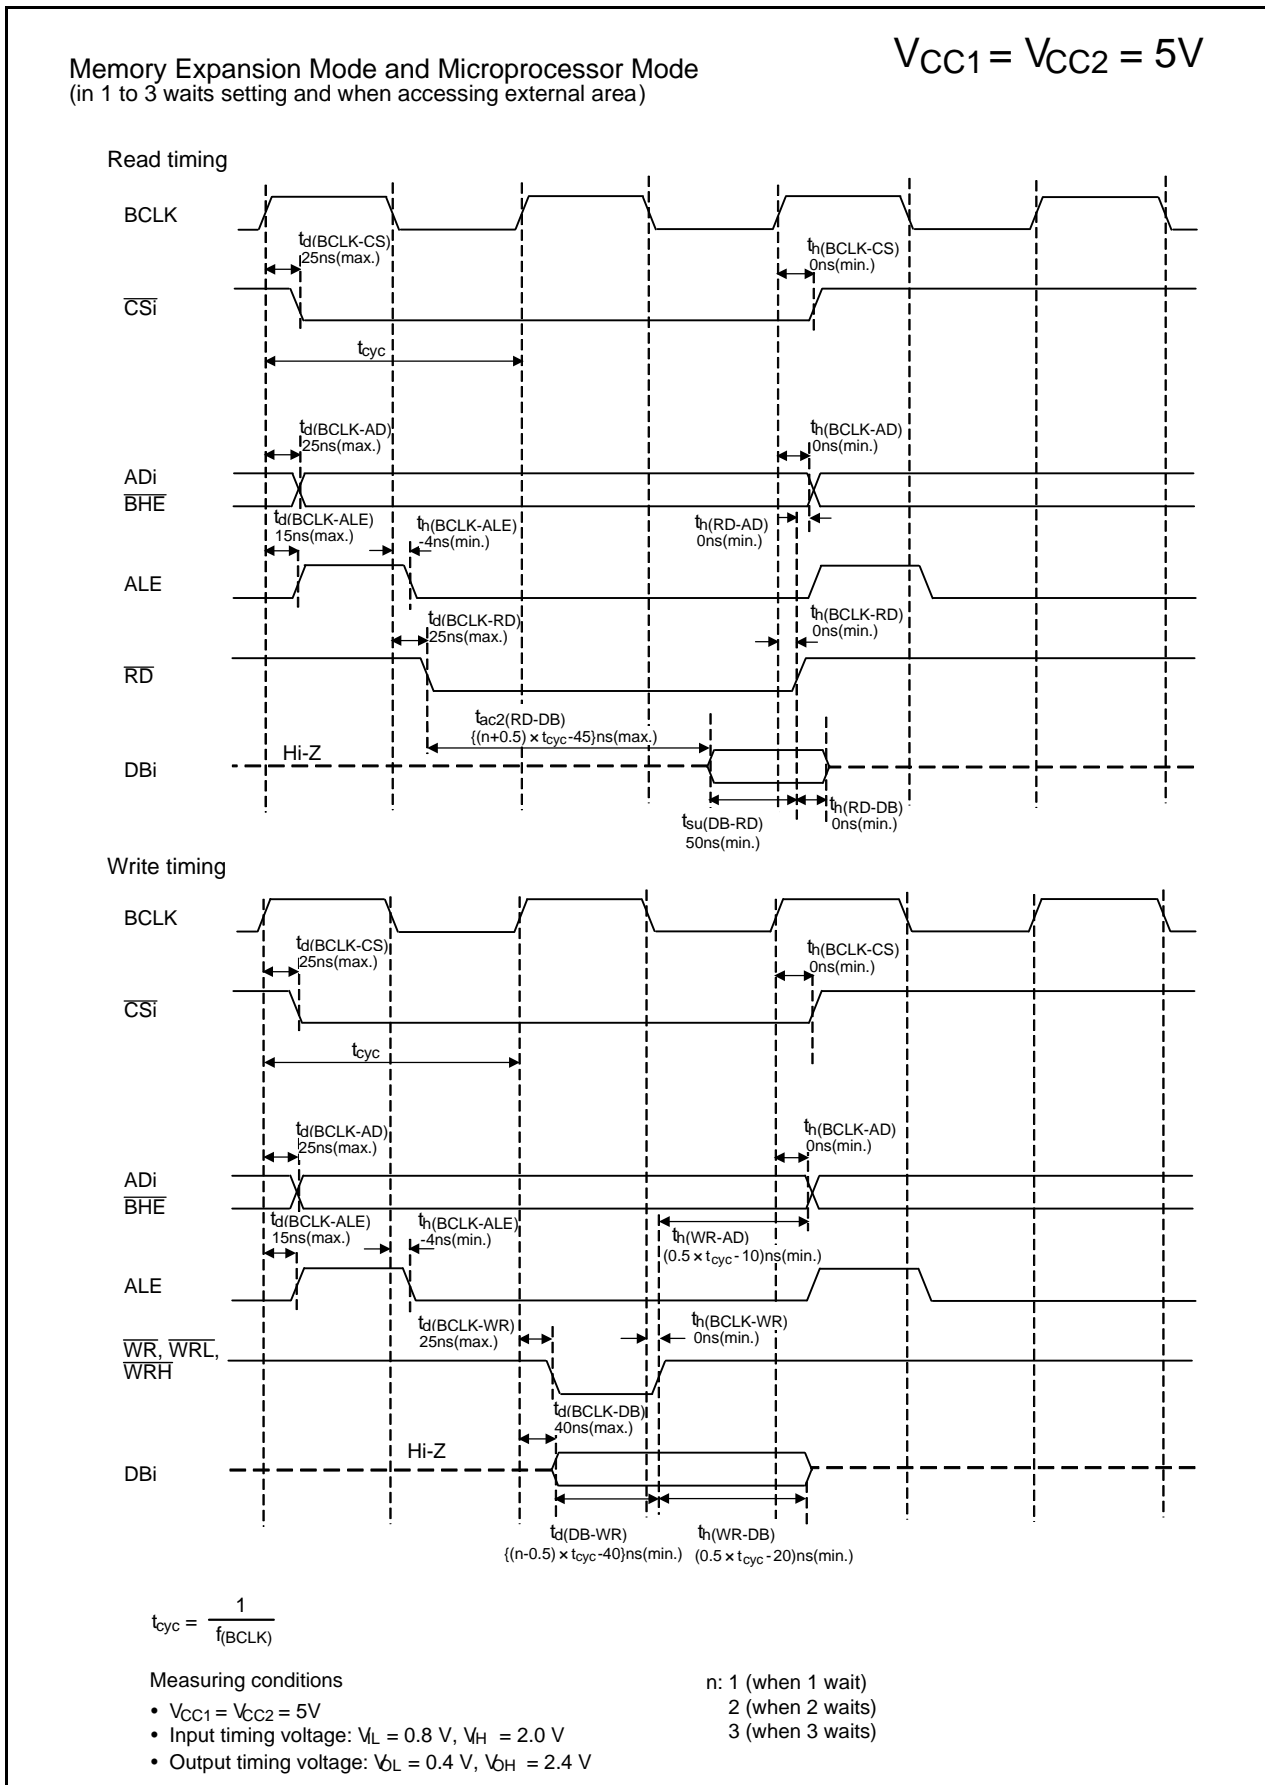 VCC1 = VCC2 = 5V
Memory Expansion Mode and Microprocessor Mode
(in 1 to 3 waits setting and when accessing external area)
Read timing
BCLK
td(BCLK-CS)
25ns(max.)
th(BCLK-CS)
0ns(min.)
CSi
tcyc
td(BCLK-AD)
25ns(max.)
th(BCLK-AD)
0ns(min.)
ADi
BHE
td(BCLK-ALE)
15ns(max.)
th(BCLK-ALE)
-4ns(min.)
th(RD-AD)
0ns(min.)
ALE
td(BCLK-RD)
25ns(max.)
th(BCLK-RD)
0ns(min.)
RD
tac2(RD-DB)
{(n+0.5) × tcyc-45}ns(max.)
Hi-Z
DBi
tsu(DB-RD)
50ns(min.)
th(RD-DB)
0ns(min.)
Write timing
BCLK
td(BCLK-CS)
25ns(max.)
th(BCLK-CS)
0ns(min.)
CSi
tcyc
td(BCLK-AD)
25ns(max.)
th(BCLK-AD)
0ns(min.)
ADi
BHE
td(BCLK-ALE)
15ns(max.)
th(BCLK-ALE)
-4ns(min.)
th(WR-AD)
(0.5 × tcyc-10)ns(min.)
ALE
td(BCLK-WR)
25ns(max.)
th(BCLK-WR)
0ns(min.)
WR, WRL,
WRH
td(BCLK-DB)
40ns(max.)
Hi-Z
DBi
td(DB-WR)
{(n-0.5) × tcyc-40}ns(min.)
th(WR-DB)
(0.5 × tcyc-20)ns(min.)
tcyc = 1
f(BCLK)
Measuring conditions
• VCC1 = VCC2 = 5V
• Input timing voltage: VIL = 0.8 V, VIH = 2.0 V
• Output timing voltage: VOL = 0.4 V, VOH = 2.4 V
n: 1 (when 1 wait)
2 (when 2 waits)
3 (when 3 waits)